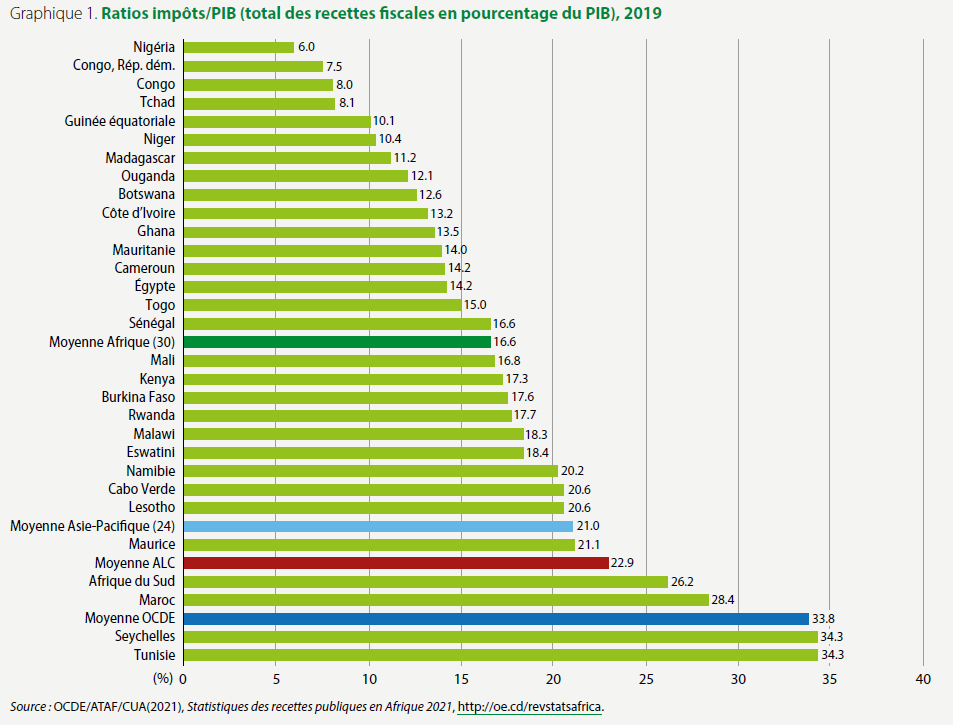 Graphique 1. Ratios impôts/PIB (total des recettes fiscales en pourcentage du PIB), 2019
Nigéria 6.0
Congo, Rép. dém. 7.5
Congo 8.0
Tchad 8.1
Guinée équatoriale 10.1
Niger 10.4
Madagascar 11.2
Ouganda 12.1
Botswana 12.6
Côte d'Ivoire 13.2
Ghana 13.5
Mauritanie 14.0
Cameroun 14.2
Égypte 14.2
Togo 15.0
Sénégal 16.6
Moyenne Afrique (30) 16.6
Mali 16.8
Kenya 17.3
Burkina Faso 17.6
Rwanda 17.7
Malawi 18.3
Eswatini 18.4
Namibie 20.2
Cabo Verde 20.6
Lesotho 20.6
Moyenne Asie-Pacifique (24) 21.0
Maurice 21.1
Moyenne ALC 22.9
Afrique du Sud 26.2
Maroc 28.4
Moyenne OCDE 33.8
Seychelles 34.3
Tunisie 34.3
(%) 0 5 10 15 20 25 30 35 40
Source : OCDE/ATAF/CUA(2021), Statistiques des recettes publiques en Afrique 2021, http://oe.cd/revstatsafrica.